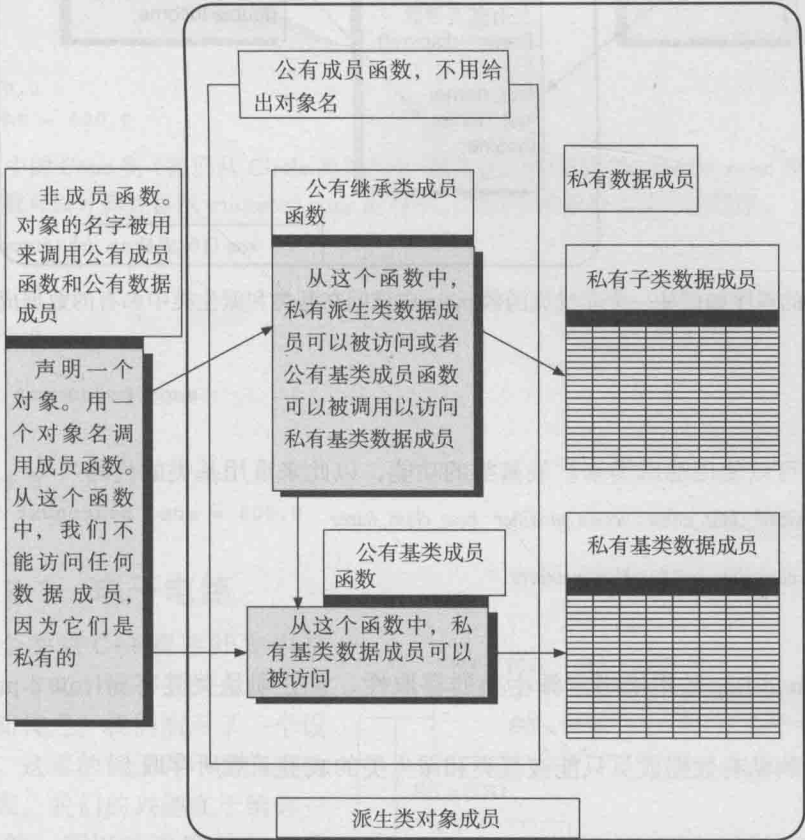 公有成员函数，不用给
出对象名
非成员函数。
对象的名字被用
来调用公有成员
函数和公有数据
成员
声明一个
对象。用一
个对象名调
用成员函数。
从这个函数
中，我们不
能访问任何
数据成员，
因为它们是
私有的
公有继承类成员
函数
从这个函数中，
私有派生类数据成
员可以被访问或者
公有基类成员函数
可以被调用以访问
私有基类数据成员
私有数据成员
私有子类数据成员
公有基类成员
函数
从这个函数中，私
有基类数据成员可以
被访问
私有基类数据成员
派生类对象成员